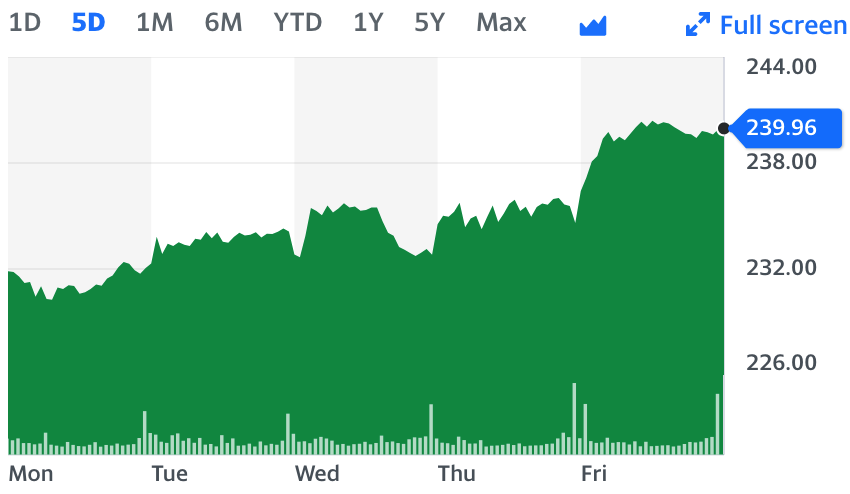 1D 5D 1M 6M YTD 1Y 5Y Max Full screen
244.00
239.96
238.00
232.00
226.00
Mon Tue Wed Thu Fri